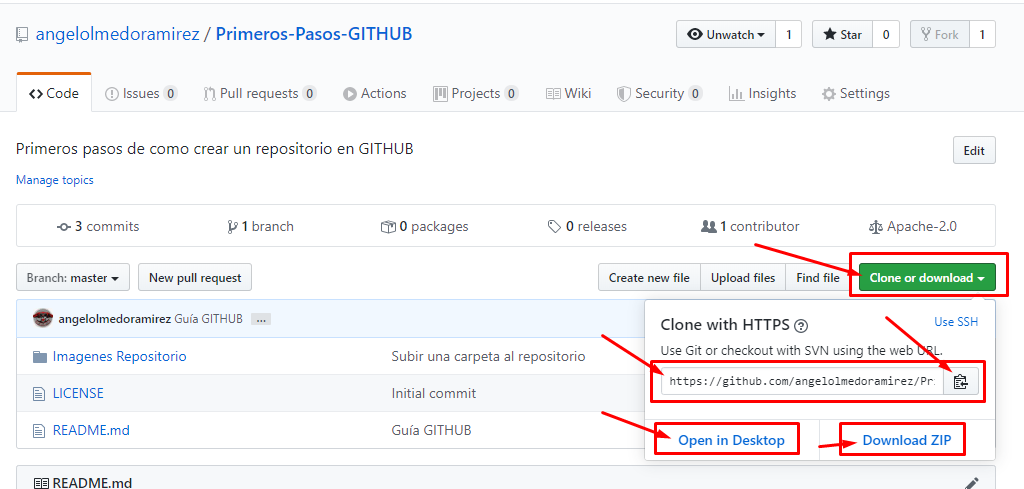 angelolmedoramirez / Primeros-Pasos-GITHUB
Unwatch 1 Star 0 Fork 1
Code Issues 0 Pull requests 0 Actions Projects 0 Wiki Security 0 Insights Settings
Primeros pasos de como crear un repositorio en GITHUB
Edit
Manage topics
3 commits 1 branch 0 packages 0 releases 1 contributor Apache-2.0
Branch: master New pull request Create new file Upload files Find file Clone or download
angelolmedoramirez Guía GITHUB ...
Clone with HTTPS ? Use SSH
Use Git or checkout with SVN using the web URL.
Imagenes Repositorio Subir una carpeta al repositorio
https://github.com/angelolmedoramirez/Pr
LICENSE Initial commit
README.md Guía GITHUB
Open in Desktop Download ZIP
README.md